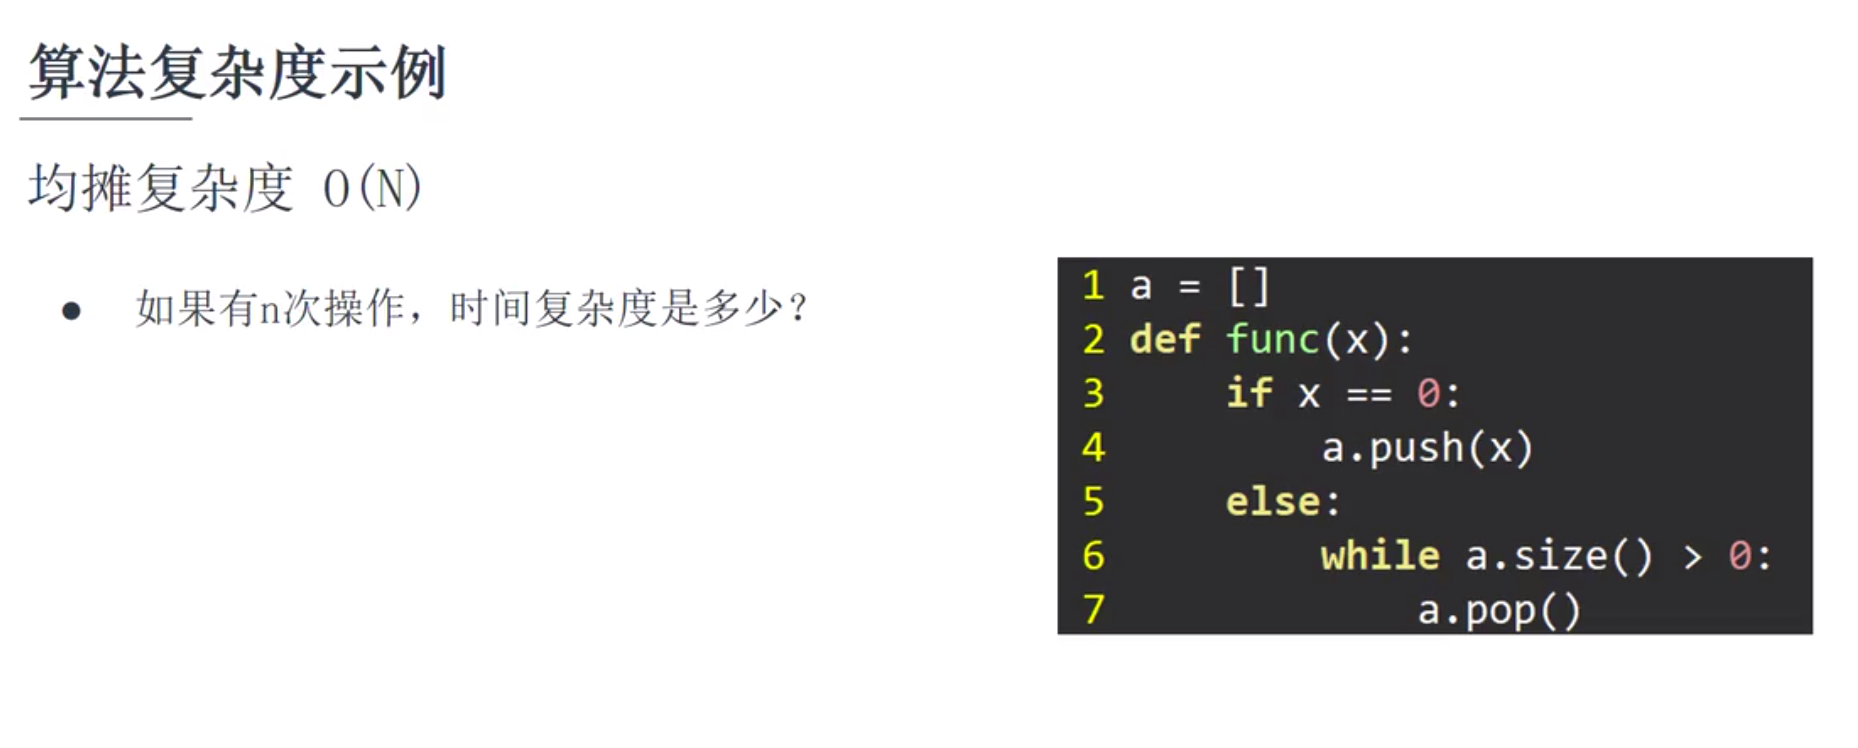 算法复杂度示例
均摊复杂度 O(N)
● 如果有n次操作，时间复杂度是多少？
1 a = []
2 def func(x):
3     if x == 0:
4         a.push(x)
5     else:
6         while a.size() > 0:
7             a.pop()